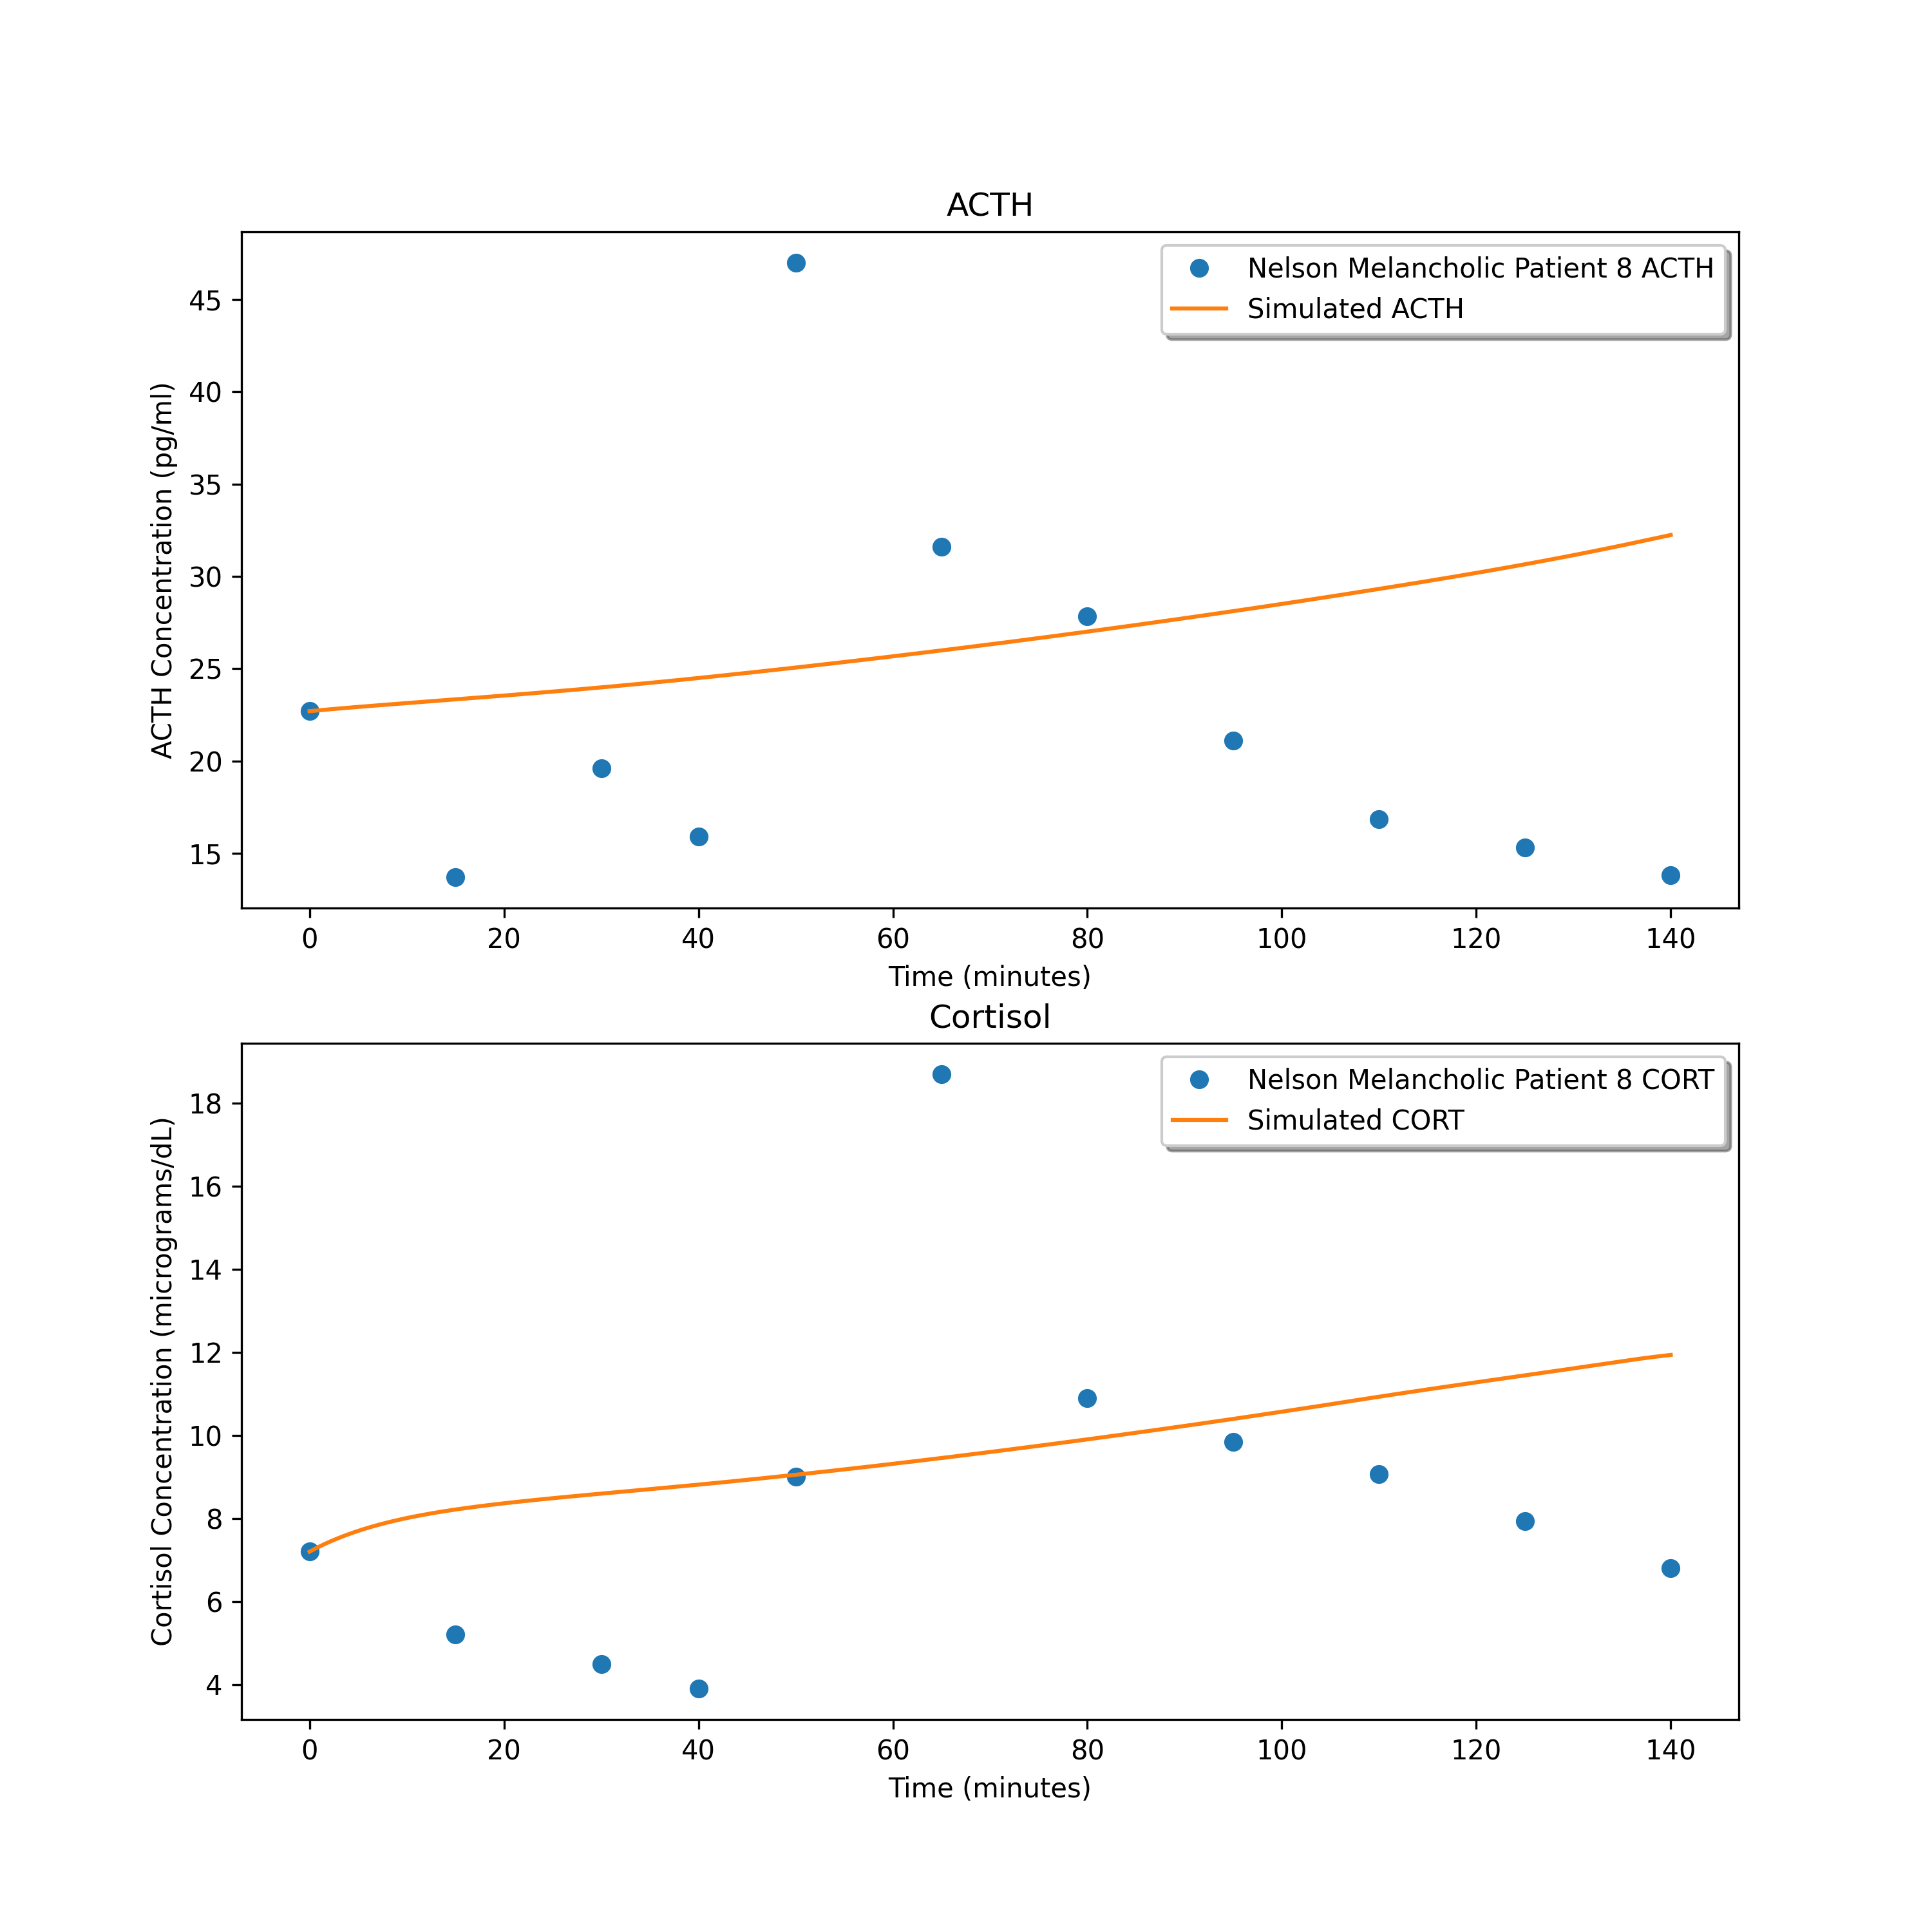 ACTH
Nelson Melancholic Patient 8 ACTH
Simulated ACTH
ACTH Concentration (pg/ml)
45
40
35
30
25
20
15
0 20 40 60 80 100 120 140
Time (minutes)
Cortisol
Nelson Melancholic Patient 8 CORT
Simulated CORT
Cortisol Concentration (micrograms/dL)
18
16
14
12
10
8
6
4
0 20 40 60 80 100 120 140
Time (minutes)